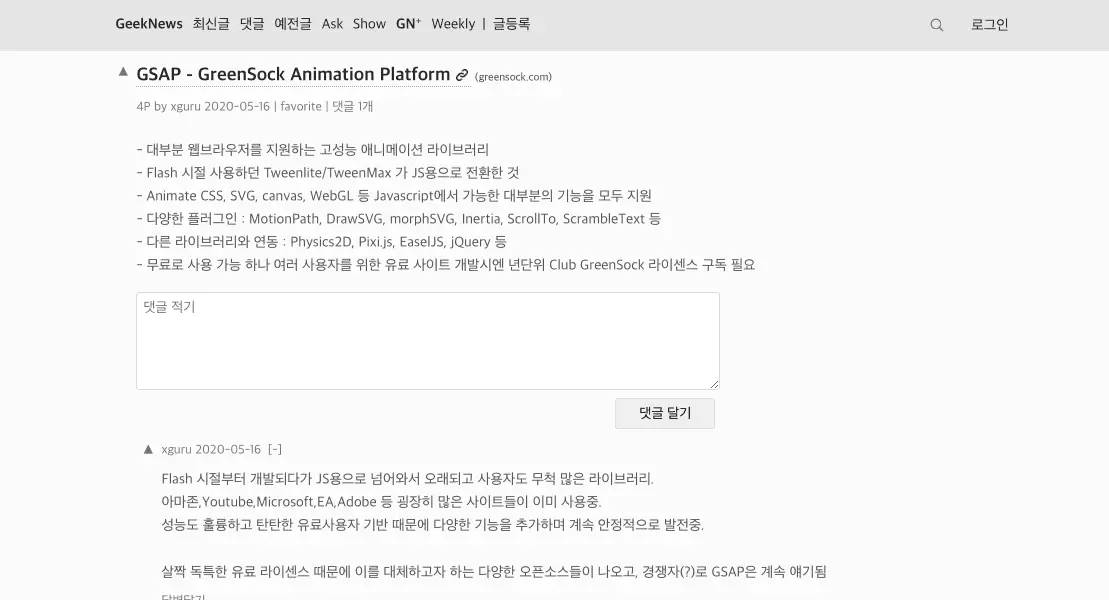 GeekNews 최신글 댓글 예전글 Ask Show GN⁺ Weekly | 글등록 로그인
▲ GSAP - GreenSock Animation Platform (greensock.com)
4P by xguru 2020-05-16 | favorite | 댓글 1개
- 대부분 웹브라우저를 지원하는 고성능 애니메이션 라이브러리
- Flash 시절 사용하던 Tweenlite/TweenMax 가 JS용으로 전환한 것
- Animate CSS, SVG, canvas, WebGL 등 Javascript에서 가능한 대부분의 기능을 모두 지원
- 다양한 플러그인 : MotionPath, DrawSVG, morphSVG, Inertia, ScrollTo, ScrambleText 등
- 다른 라이브러리와 연동 : Physics2D, Pixi.js, EaselJS, jQuery 등
- 무료로 사용 가능 하나 여러 사용자를 위한 유료 사이트 개발시엔 년단위 Club GreenSock 라이센스 구독 필요
댓글 적기
댓글 달기
▲ xguru 2020-05-16 [-]
Flash 시절부터 개발되다가 JS용으로 넘어와서 오래되고 사용자도 무척 많은 라이브러리.
아마존,Youtube,Microsoft,EA,Adobe 등 굉장히 많은 사이트들이 이미 사용중.
성능도 훌륭하고 탄탄한 유료사용자 기반 때문에 다양한 기능을 추가하며 계속 안정적으로 발전중.
살짝 독특한 유료 라이센스 때문에 이를 대체하고자 하는 다양한 오픈소스들이 나오고, 경쟁자(?)로 GSAP은 계속 얘기됨